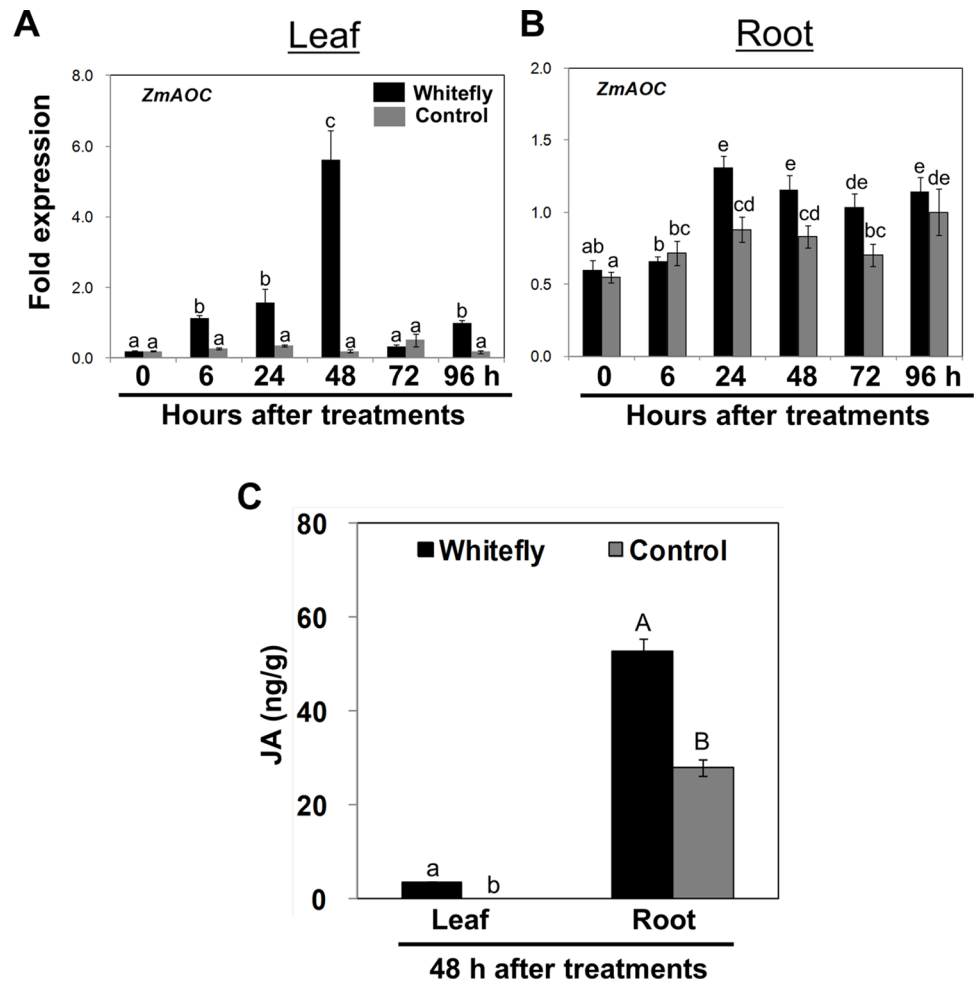 A
Leaf
Fold expression
8.0
6.0
4.0
2.0
0.0
ZmAOC
Whitefly
Control
a a b a b a c a a a b a
0 6 24 48 72 96 h
Hours after treatments
B
Root
2.0
1.5
1.0
0.5
0.0
ZmAOC
ab a b bc e cd e cd de bc e de
0 6 24 48 72 96 h
Hours after treatments
C
JA (ng/g)
80
60
40
20
0
Whitefly Control
a b A B
Leaf Root
48 h after treatments